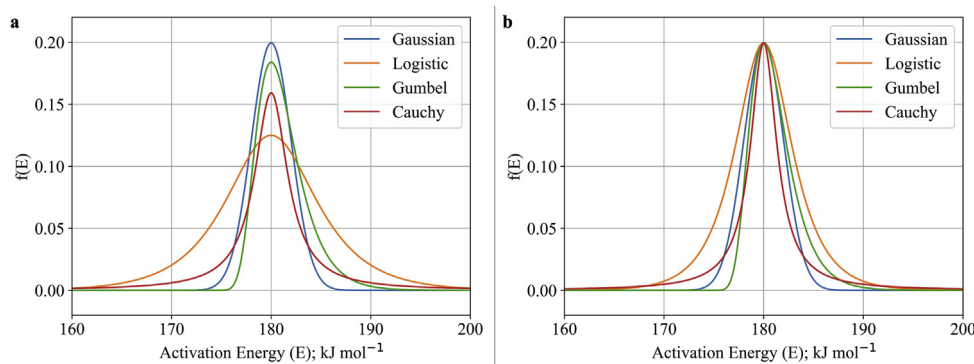 a
0.20
0.15
0.10
0.05
0.00
f(E)
Gaussian
Logistic
Gumbel
Cauchy
160 170 180 190 200
Activation Energy (E); kJ mol⁻¹
b
0.20
0.15
0.10
0.05
0.00
f(E)
Gaussian
Logistic
Gumbel
Cauchy
160 170 180 190 200
Activation Energy (E); kJ mol⁻¹